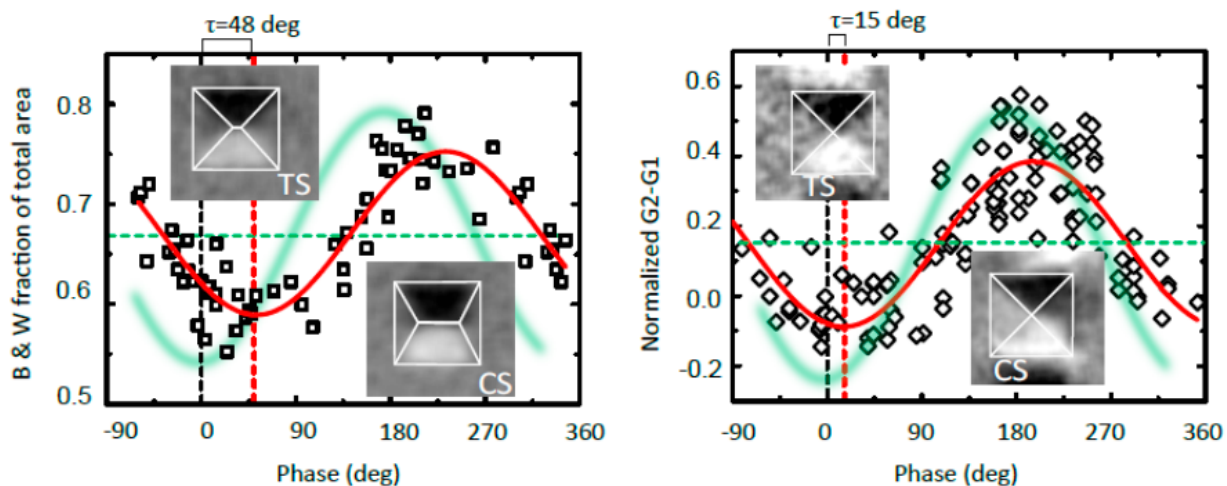 τ=48 deg
B & W fraction of total area
0.8
0.7
0.6
0.5
TS
CS
-90 0 90 180 270 360
Phase (deg)
τ=15 deg
Normalized G2-G1
0.6
0.4
0.2
0.0
-0.2
TS
CS
-90 0 90 180 270 360
Phase (deg)